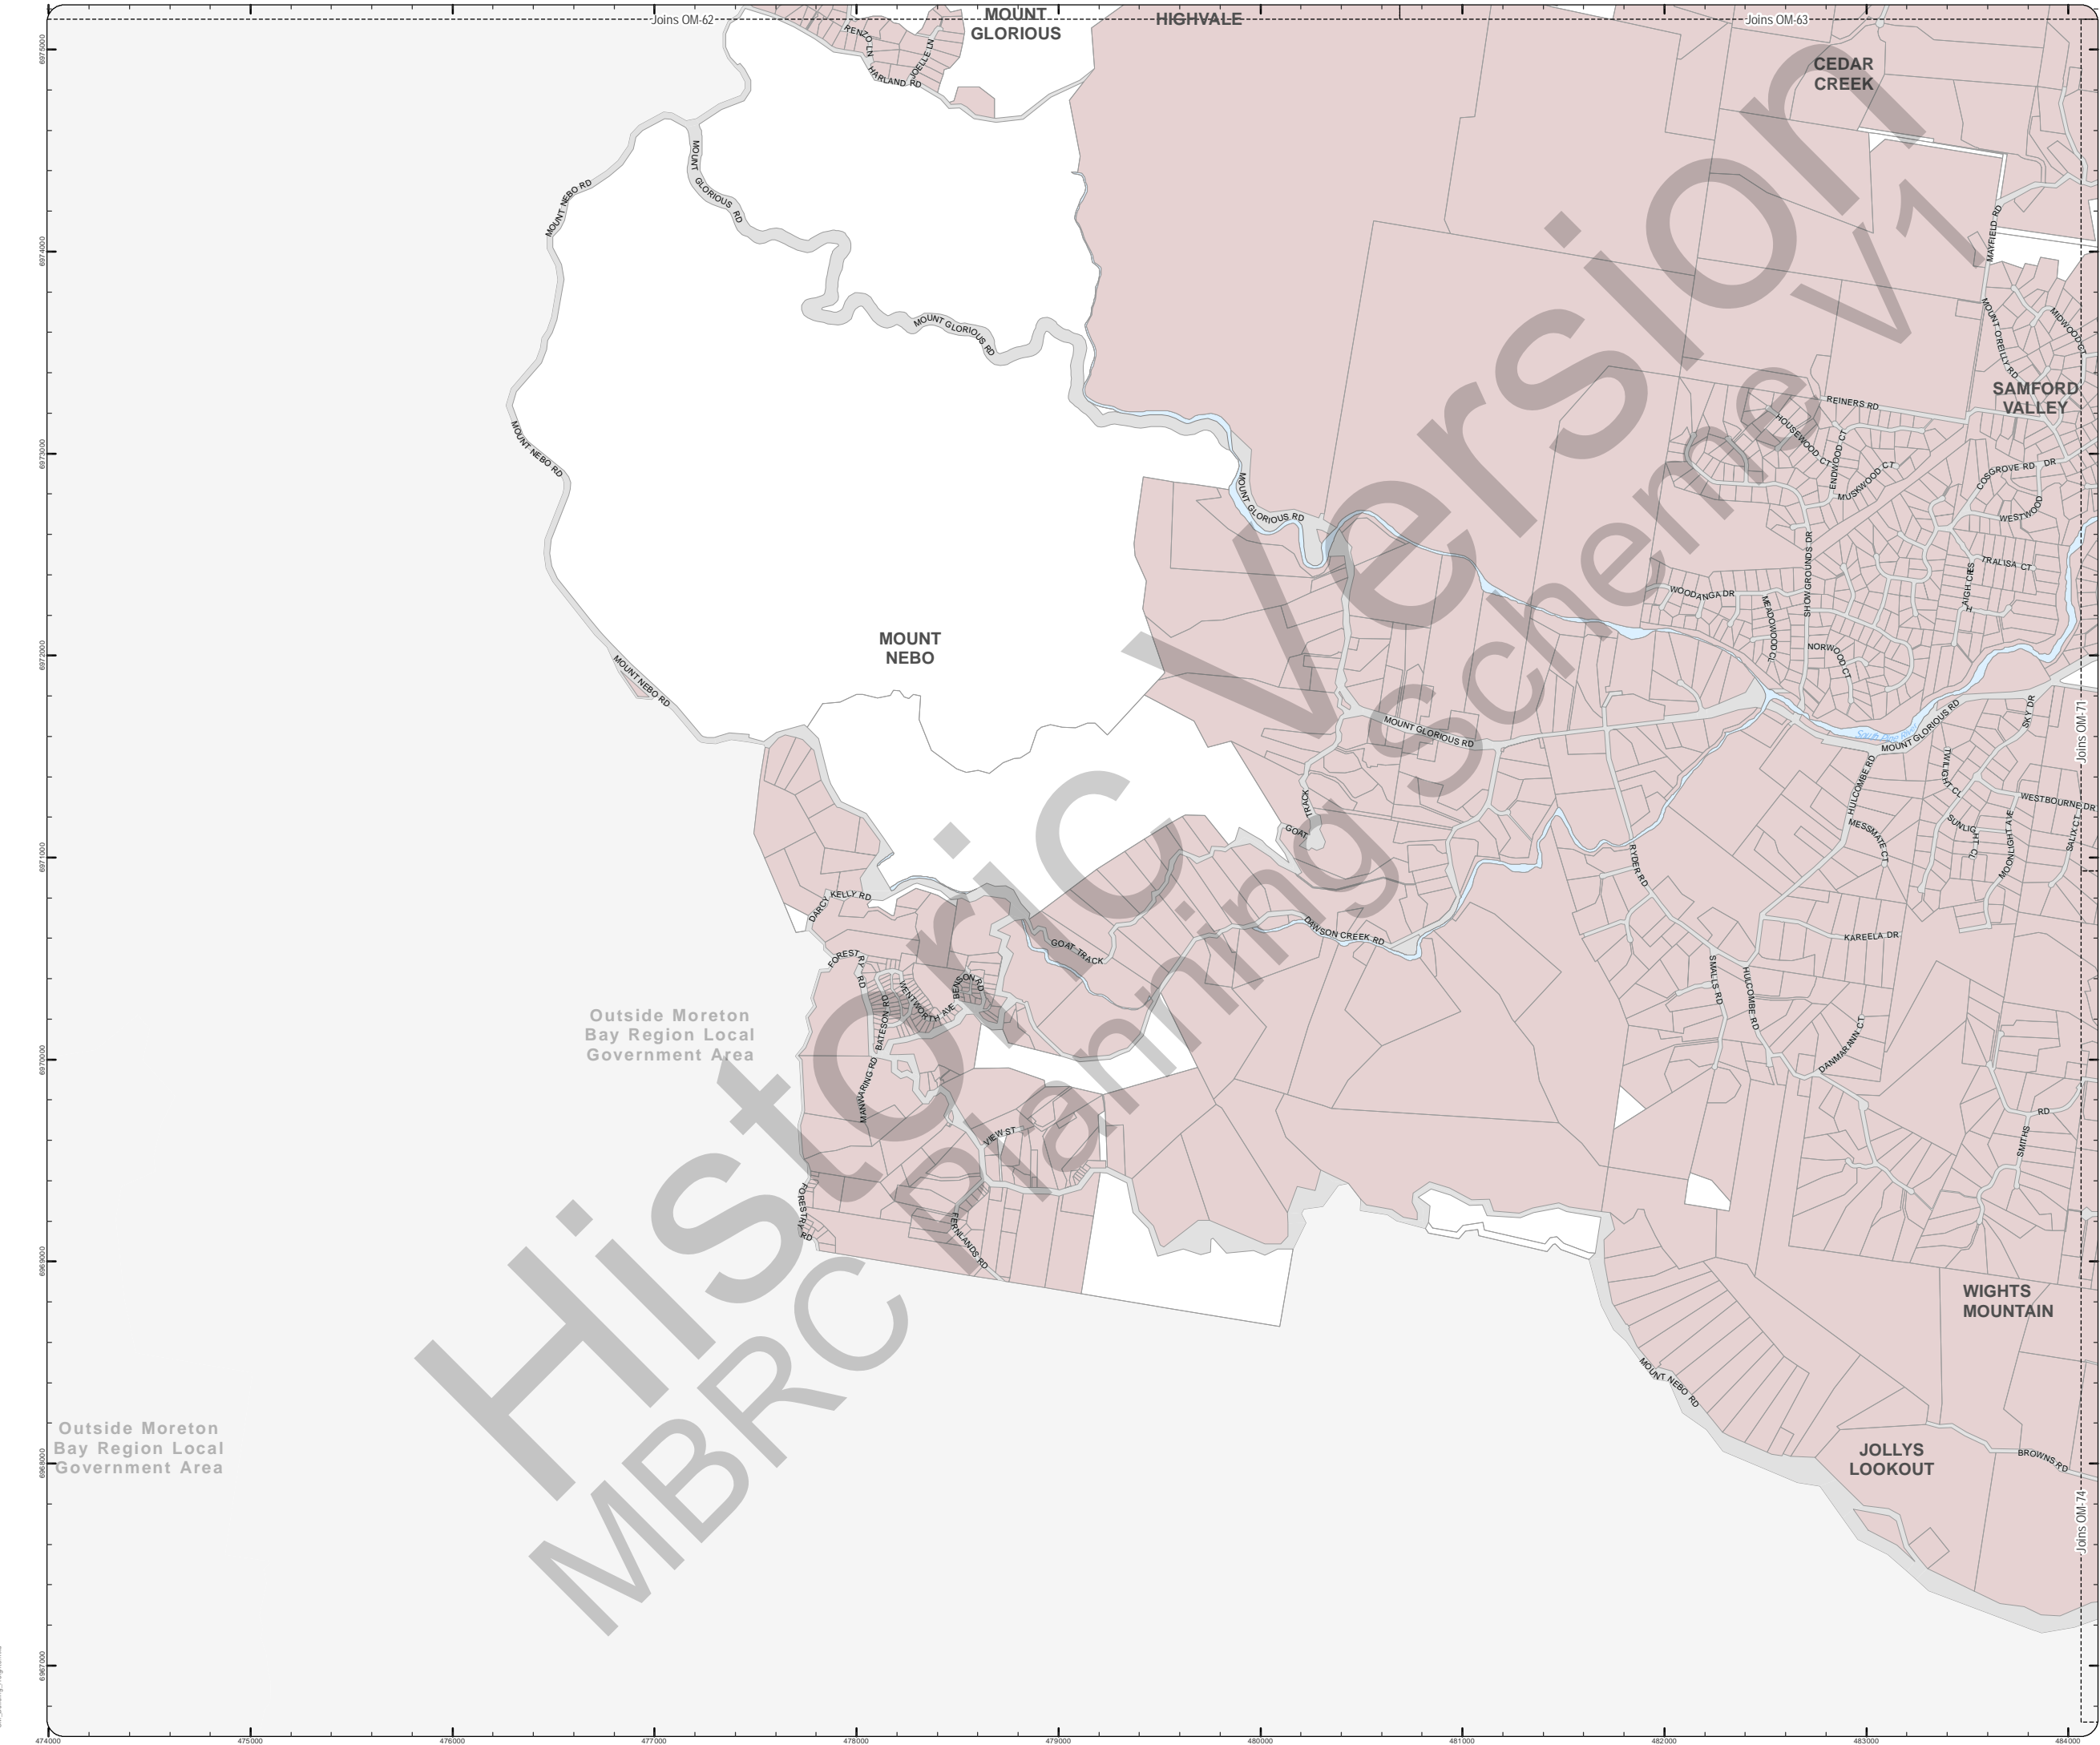 Joins OM-62
MOUNT
GLORIOUS
HIGHVALE
Joins OM-63
CEDAR
CREEK
RENZO LN
JOELLE LN
HARLAND RD
MOUNT NEBO RD
MOUNT GLORIOUS RD
MOUNT GLORIOUS RD
MAYFIELD RD
MOUNT O'REILLY RD
MIDWOOD CT
SAMFORD
VALLEY
REINERS RD
HOUSEWOOD CT
ENDWOOD CT
MUSKWOOD CT
COSGROVE RD
DR
WESTWOOD
MOUNT NEBO RD
MOUNT GLORIOUS RD
SHOWGROUNDS DR
TRALISA CT
WOODANGA DR
MEADOWOOD CL
NORWOOD CT
MOUNT
NEBO
MOUNT NEBO RD
MOUNT GLORIOUS RD
MOUNT GLORIOUS RD
SKY DR
Joins OM-71
HULCOMBE RD
TWILIGHT CL
WESTBOURNE DR
MESSMATE CT
SUNLIGHT CL
MOONLIGHT AVE
SALIX CT
GOAT
TRACK
RYDER RD
DARCY KELLY RD
GOAT TRACK
DAWSON CREEK RD
KAREELA DR
FORESTRY RD
WENTWORTH AVE
BENSON RD
BATESON RD
SMALLS RD
HULCOMBE RD
DANMARANN CT
Outside Moreton
Bay Region Local
Government Area
MANWARING RD
VIEW ST
SMITHS
RD
FORESTRY
RD
FERNLANDS RD
WIGHTS
MOUNTAIN
MOUNT NEBO RD
JOLLYS
LOOKOUT
BROWNS RD
Joins OM-74
Outside Moreton
Bay Region Local
Government Area
Historic Version
MBRC Planning Scheme V1
6975000
6974000
6973000
6972000
6971000
6970000
6969000
6968000
6967000
474000
475000
476000
477000
478000
479000
480000
481000
482000
483000
484000